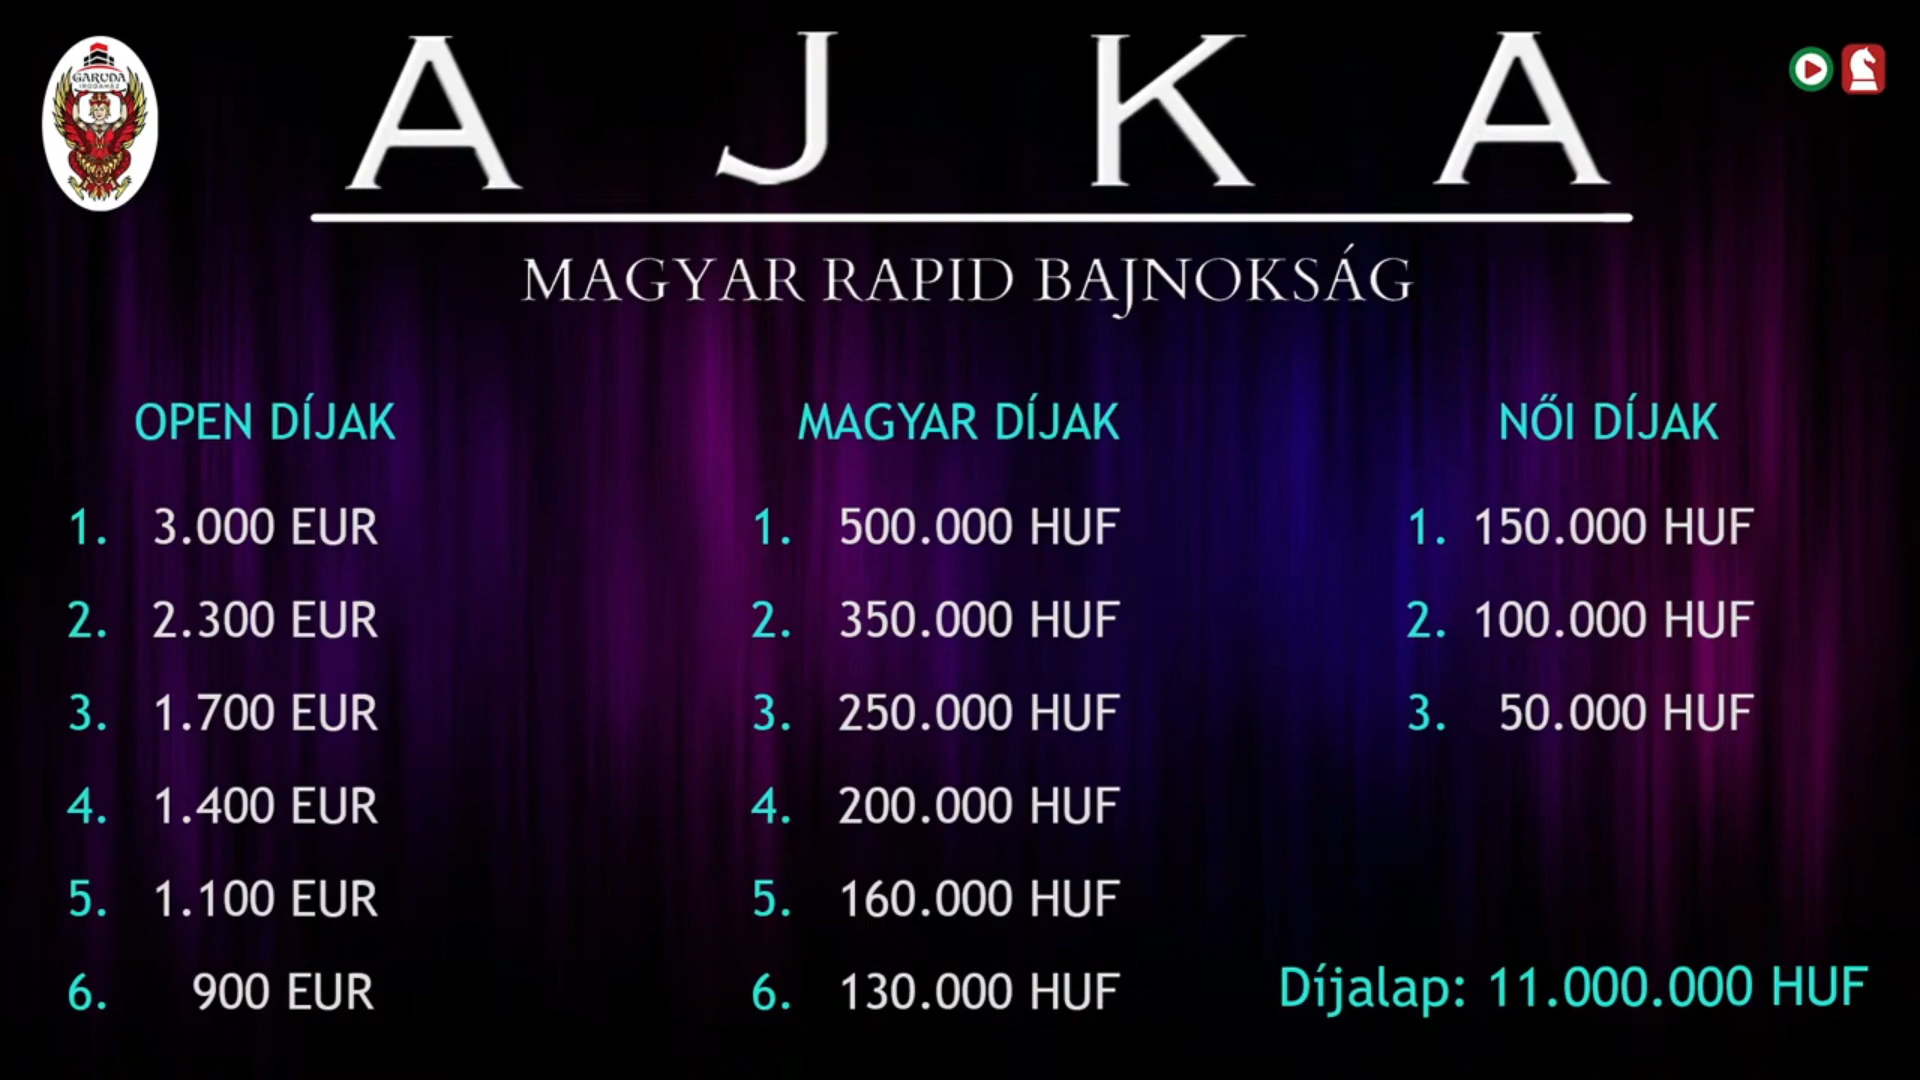 GARUDA
IRODAHÁZ
A J K A
MAGYAR RAPID BAJNOKSÁG
OPEN DÍJAK
1. 3.000 EUR
2. 2.300 EUR
3. 1.700 EUR
4. 1.400 EUR
5. 1.100 EUR
6. 900 EUR
MAGYAR DÍJAK
1. 500.000 HUF
2. 350.000 HUF
3. 250.000 HUF
4. 200.000 HUF
5. 160.000 HUF
6. 130.000 HUF
NŐI DÍJAK
1. 150.000 HUF
2. 100.000 HUF
3. 50.000 HUF
Díjalap: 11.000.000 HUF